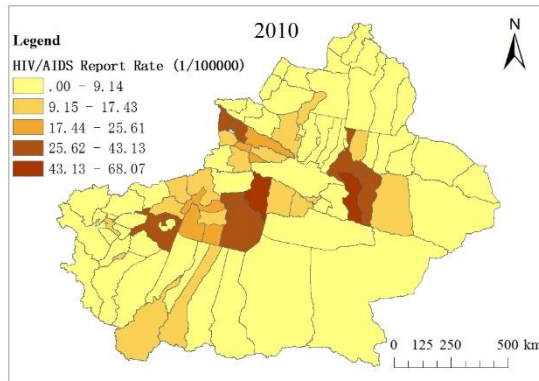 2010
N
Legend
HIV/AIDS Report Rate (1/100000)
.00 - 9.14
9.15 - 17.43
17.44 - 25.61
25.62 - 43.13
43.13 - 68.07
0 125 250 500 km